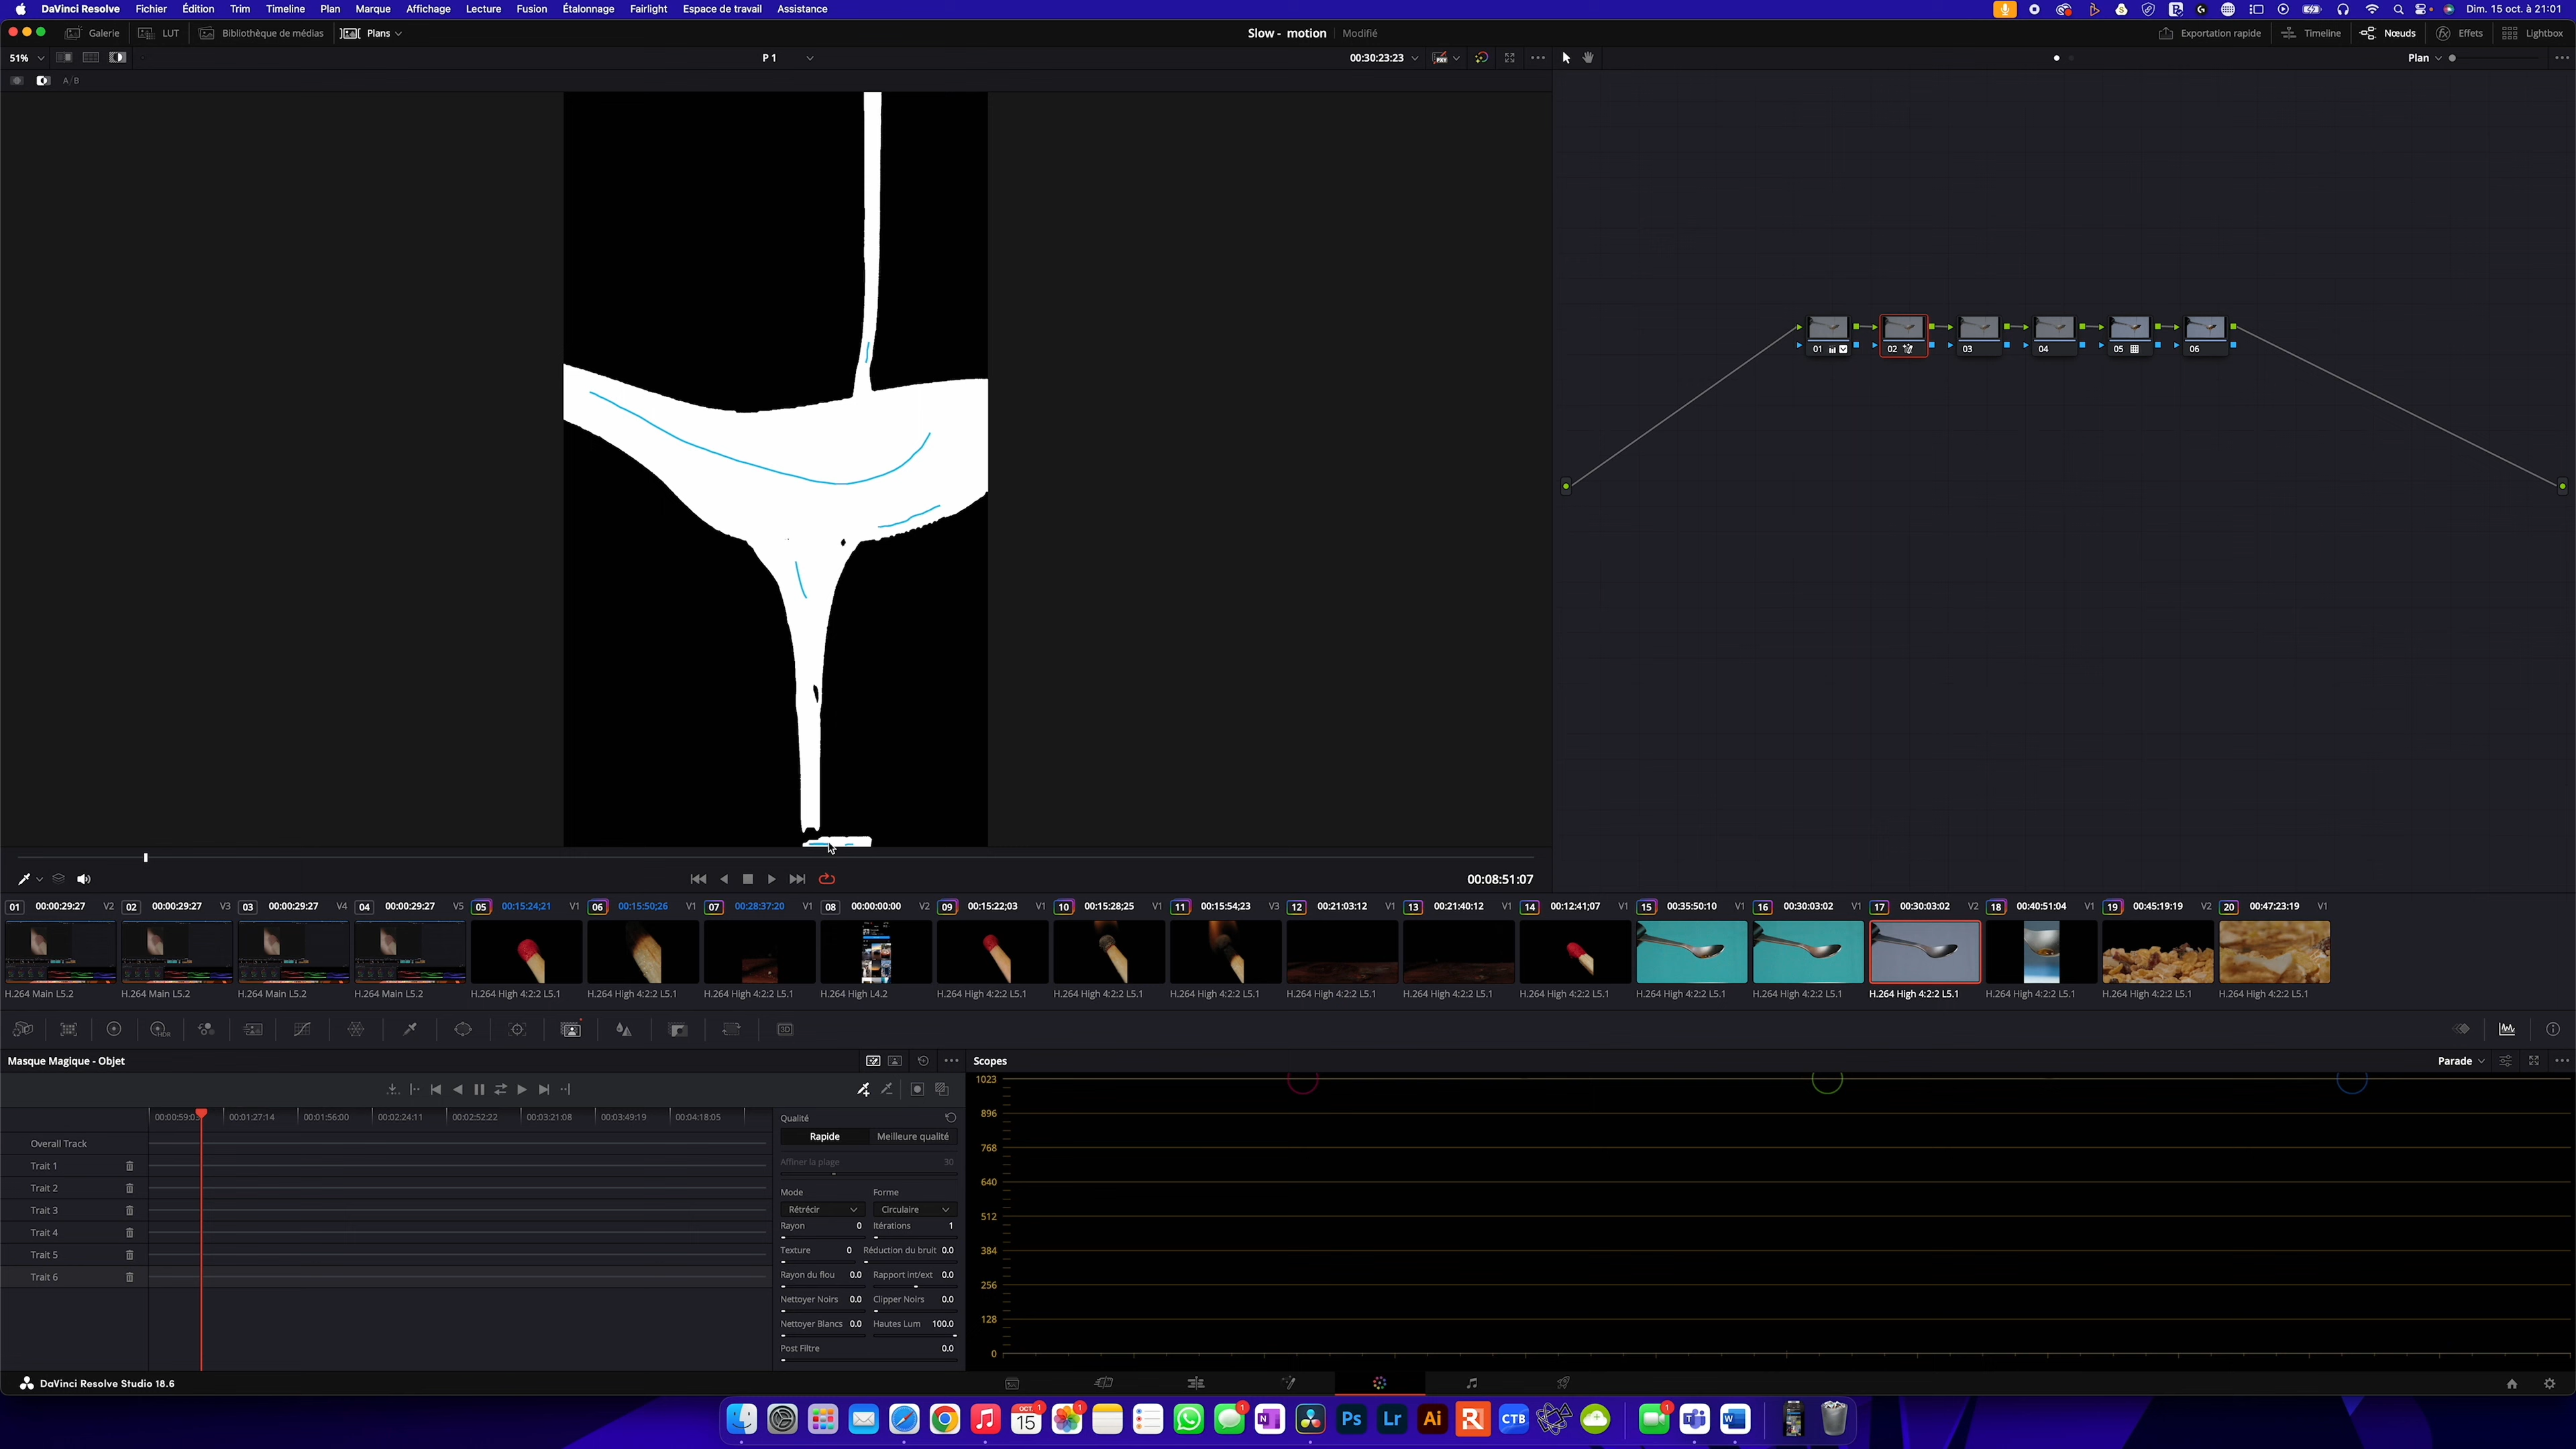 DaVinci Resolve Fichier Édition Trim Timeline Plan Marque Affichage Lecture Fusion Étalonnage Fairlight Espace de travail Assistance Dim. 15 oct. à 21:01
Galerie LUT Bibliothèque de médias Plans Slow - motion Modifié Exportation rapide Timeline Nœuds Effets Lightbox
51% P 1 00:30:23:23 Plan
A/B
01 02 03 04 05 06
00:08:51:07
01 00:00:29:27 V2 02 00:00:29:27 V3 03 00:00:29:27 V4 04 00:00:29:27 V5 05 00:15:24;21 V1 06 00:15:50;26 V1 07 00:28:37:20 V1 08 00:00:00:00 V2 09 00:15:22;03 V1 10 00:15:28;25 V1 11 00:15:54;23 V3 12 00:21:03:12 V1 13 00:21:40:12 V1 14 00:12:41;07 V1 15 00:35:50:10 V1 16 00:30:03:02 V1 17 00:30:03:02 V2 18 00:40:51:04 V1 19 00:45:19:19 V2 20 00:47:23:19 V1
H.264 Main L5.2 H.264 Main L5.2 H.264 Main L5.2 H.264 Main L5.2 H.264 High 4:2:2 L5.1 H.264 High 4:2:2 L5.1 H.264 High 4:2:2 L5.1 H.264 High L4.2 H.264 High 4:2:2 L5.1 H.264 High 4:2:2 L5.1 H.264 High 4:2:2 L5.1 H.264 High 4:2:2 L5.1 H.264 High 4:2:2 L5.1 H.264 High 4:2:2 L5.1 H.264 High 4:2:2 L5.1 H.264 High 4:2:2 L5.1 H.264 High 4:2:2 L5.1 H.264 High 4:2:2 L5.1 H.264 High 4:2:2 L5.1 H.264 High 4:2:2 L5.1
HDR 3D
Masque Magique - Objet Scopes Parade
00:01:27:14 00:01:56:00 00:02:24:11 00:02:52:22 00:03:21:08 00:03:49:19 00:04:18:05
Overall Track
Trait 1
Trait 2
Trait 3
Trait 4
Trait 5
Trait 6
Qualité
Rapide Meilleure qualité
Affiner la plage 30
Mode Forme
Rétrécir Circulaire
Rayon 0 Itérations 1
Texture 0 Réduction du bruit 0.0
Rayon du flou 0.0 Rapport int/ext 0.0
Nettoyer Noirs 0.0 Clipper Noirs 0.0
Nettoyer Blancs 0.0 Hautes Lum 100.0
Post Filtre 0.0
1023
896
768
640
512
384
256
128
0
DaVinci Resolve Studio 18.6
OCT. 15 1 1 1 N Ps Lr Ai R CTB 1 T W